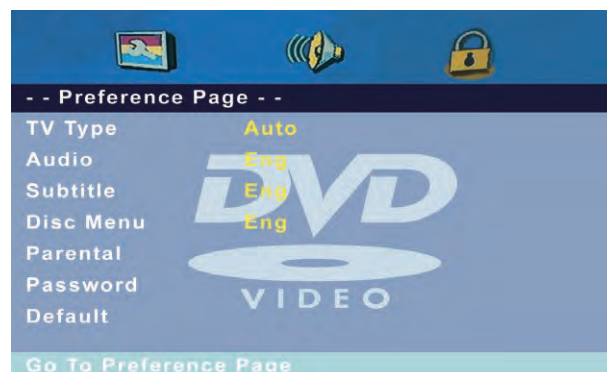 - - Preference Page - -
TV Type Auto
Audio Eng
Subtitle Eng
Disc Menu Eng
Parental
Password
Default
DVD
VIDEO
Go To Preference Page